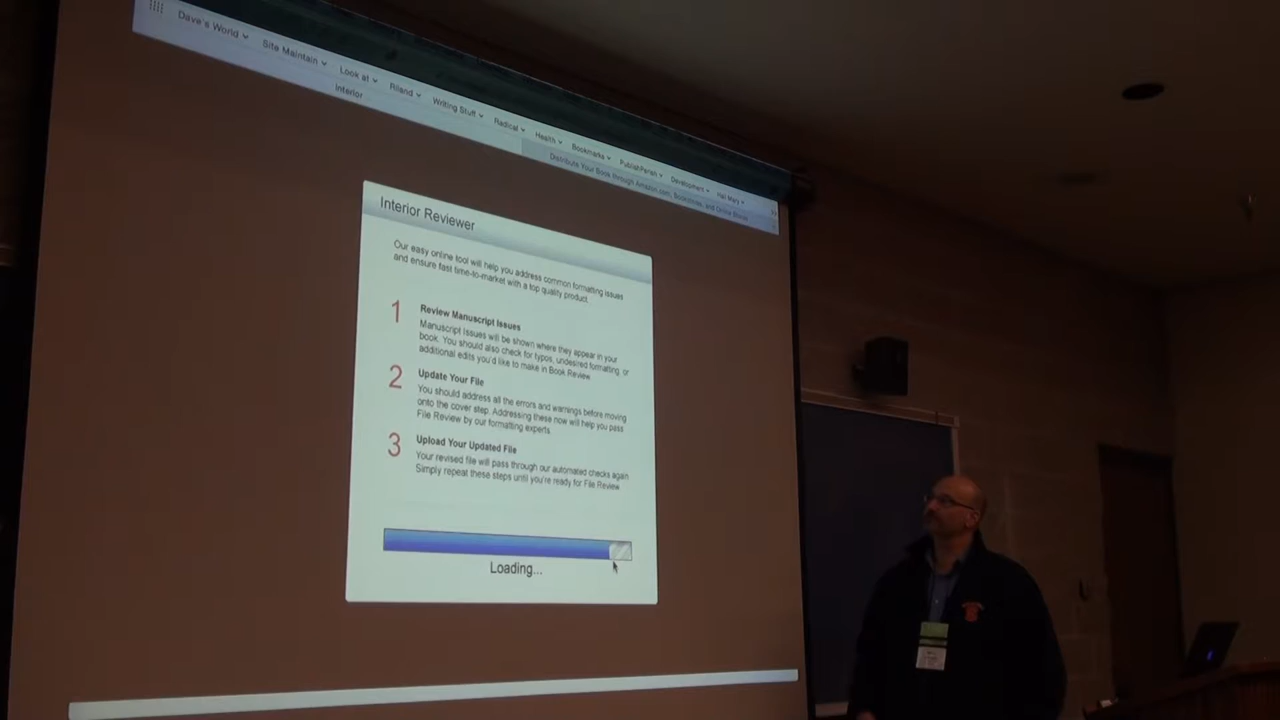 Dave's World
Site Maintain
Look at
Riland
Writing Stuff
Radical
Health
Bookmarks
PublishPerish
Development
Hail Mary
Interior
Distribute Your Book through Amazon.com, Bookstores, and Online Stores
Interior Reviewer
Our easy online tool will help you address common formatting issues
and ensure fast time-to-market with a top quality product.
1
Review Manuscript Issues
Manuscript Issues will be shown where they appear in your
book. You should also check for typos, undesired formatting, or
additional edits you'd like to make in Book Review.
2
Update Your File
You should address all the errors and warnings before moving
onto the cover step. Addressing these now will help you pass
File Review by our formatting experts.
3
Upload Your Updated File
Your revised file will pass through our automated checks again
Simply repeat these steps until you're ready for File Review
Loading...